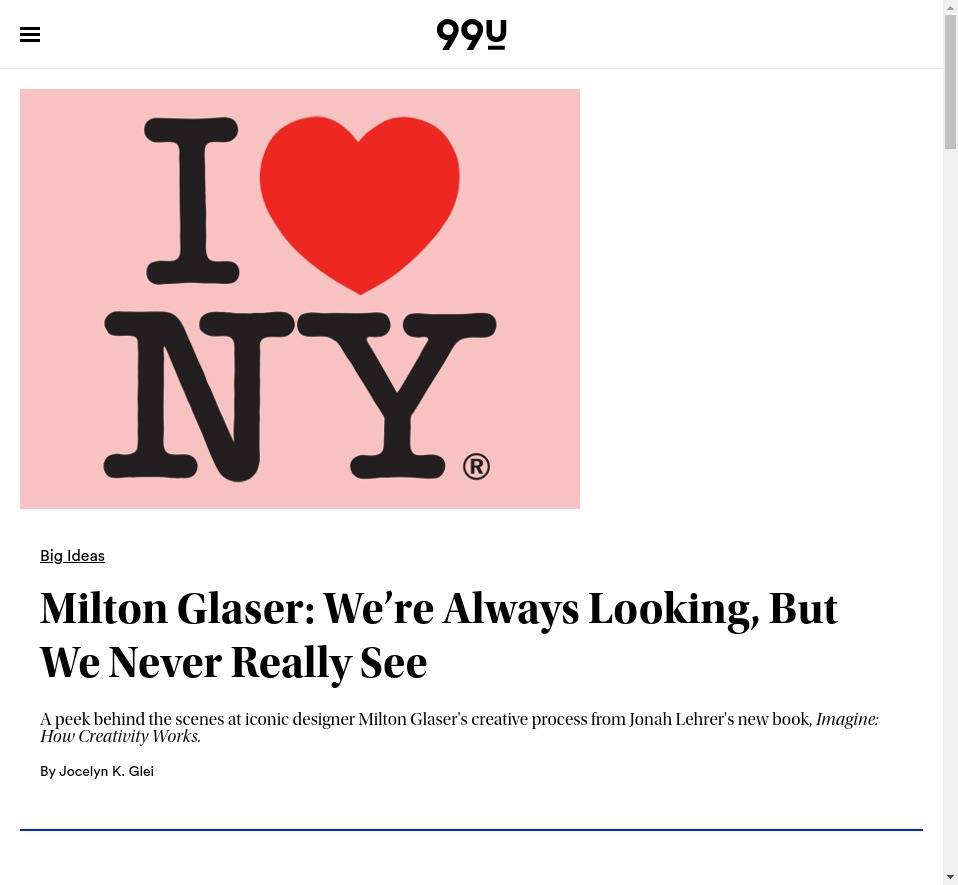 99u
I ❤
NY®
Big Ideas
Milton Glaser: We’re Always Looking, But
We Never Really See
A peek behind the scenes at iconic designer Milton Glaser's creative process from Jonah Lehrer's new book, Imagine:
How Creativity Works.
By Jocelyn K. Glei